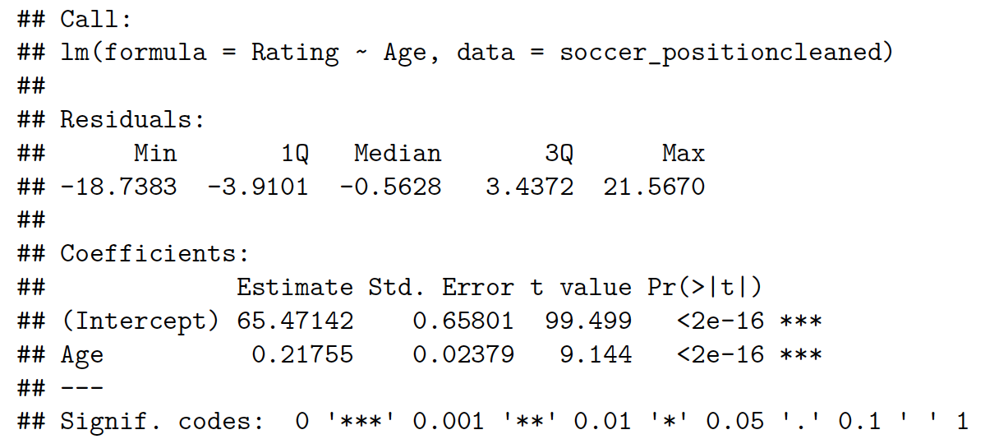 ## Call:
## lm(formula = Rating ~ Age, data = soccer_positioncleaned)
##
## Residuals:
##      Min       1Q   Median       3Q      Max
## -18.7383  -3.9101  -0.5628   3.4372  21.5670
##
## Coefficients:
##             Estimate Std. Error t value Pr(>|t|)
## (Intercept) 65.47142    0.65801  99.499   <2e-16 ***
## Age          0.21755    0.02379   9.144   <2e-16 ***
## ---
## Signif. codes:  0 '***' 0.001 '**' 0.01 '*' 0.05 '.' 0.1 ' ' 1